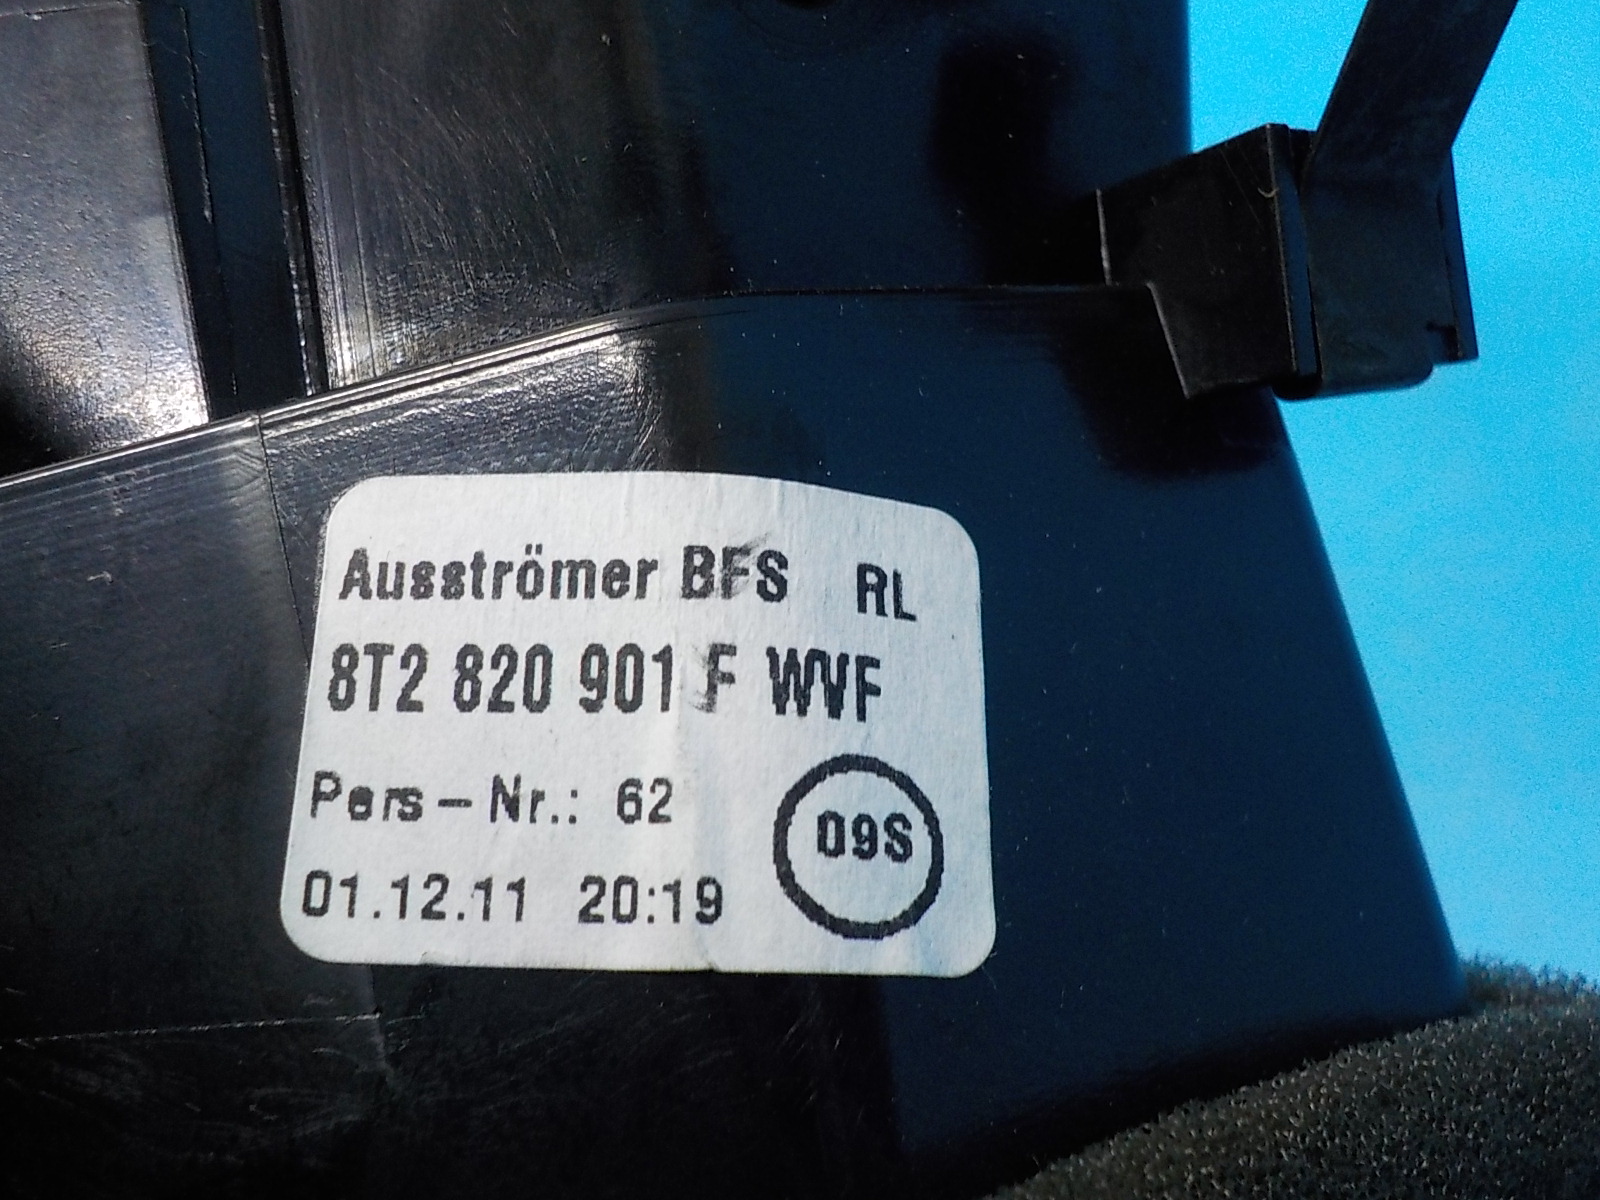 Ausströmer BFS RL
8T2 820 901 F WVF
Pers-Nr.: 62
09S
01.12.11 20:19